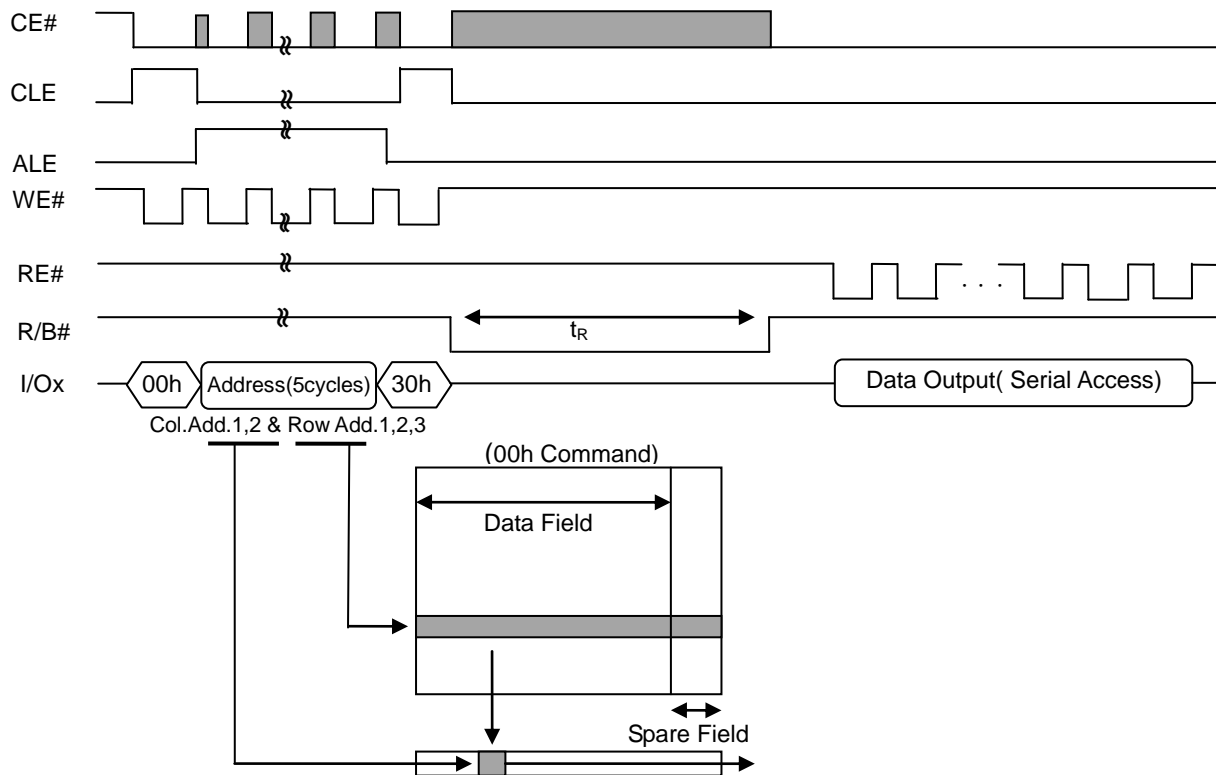 CE#
CLE
ALE
WE#
RE#
R/B#
tR
I/Ox
00h
Address(5cycles)
30h
Data Output( Serial Access)
Col.Add.1,2 & Row Add.1,2,3
(00h Command)
Data Field
Spare Field